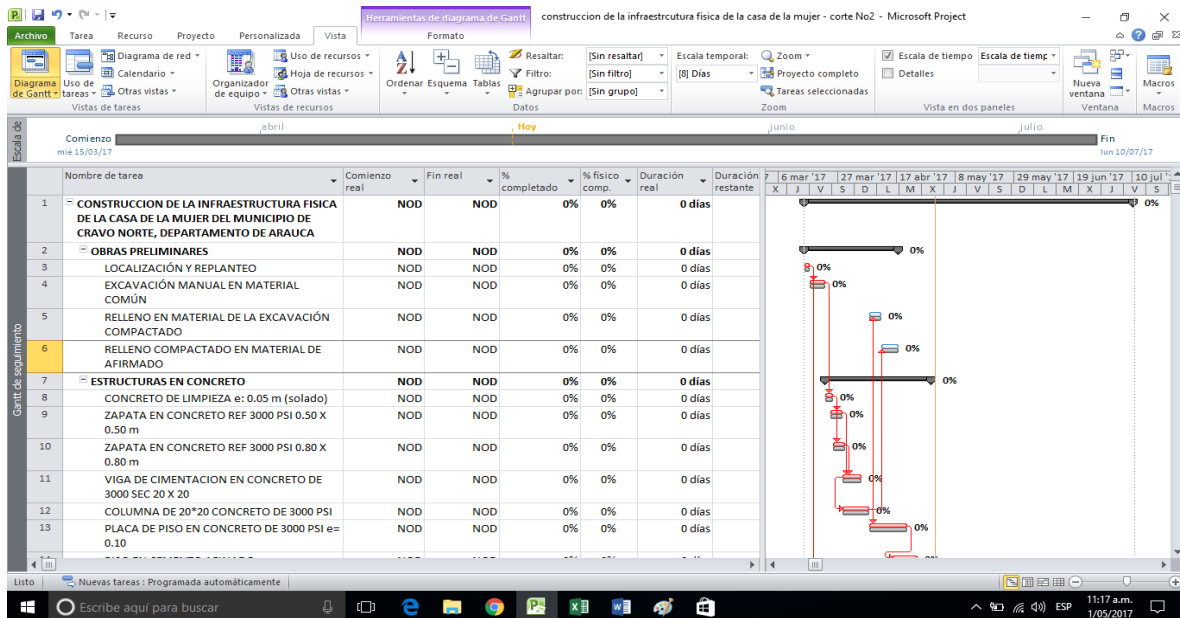 Herramientas de diagrama de Gantt
construccion de la infraestrcutura fisica de la casa de la mujer - corte No2 - Microsoft Project
Archivo Tarea Recurso Proyecto Personalizada Vista Formato
Diagrama de Gantt
Uso de tareas
Diagrama de red
Calendario
Otras vistas
Vistas de tareas
Organizador de equipo
Uso de recursos
Hoja de recursos
Otras vistas
Vistas de recursos
Ordenar Esquema Tablas
Resaltar: [Sin resaltar]
Filtro: [Sin filtro]
Agrupar por: [Sin grupo]
Datos
Escala temporal:
[8] Días
Zoom
Proyecto completo
Tareas seleccionadas
Zoom
Escala de tiempo
Detalles
Vista en dos paneles
Nueva ventana
Ventana
Macros
Macros
Escala de
abril Hoy junio julio
Comienzo
mié 15/03/17
Fin
lun 10/07/17
Nombre de tarea Comienzo real Fin real % completado % físico comp. Duración real Duración restante
6 mar '17 27 mar '17 17 abr '17 8 may '17 29 may '17 19 jun '17 10 jul '
X J V S D L M X J V S D L M X J V S
1 CONSTRUCCION DE LA INFRAESTRUCTURA FISICA NOD NOD 0% 0% 0 días 0%
DE LA CASA DE LA MUJER DEL MUNICIPIO DE
CRAVO NORTE, DEPARTAMENTO DE ARAUCA
2 OBRAS PRELIMINARES NOD NOD 0% 0% 0 días 0%
3 LOCALIZACIÓN Y REPLANTEO NOD NOD 0% 0% 0 días 0%
4 EXCAVACIÓN MANUAL EN MATERIAL NOD NOD 0% 0% 0 días 0%
COMÚN
5 RELLENO EN MATERIAL DE LA EXCAVACIÓN NOD NOD 0% 0% 0 días 0%
COMPACTADO
6 RELLENO COMPACTADO EN MATERIAL DE NOD NOD 0% 0% 0 días 0%
AFIRMADO
7 ESTRUCTURAS EN CONCRETO NOD NOD 0% 0% 0 días 0%
8 CONCRETO DE LIMPIEZA e: 0.05 m (solado) NOD NOD 0% 0% 0 días 0%
9 ZAPATA EN CONCRETO REF 3000 PSI 0.50 X NOD NOD 0% 0% 0 días 0%
0.50 m
10 ZAPATA EN CONCRETO REF 3000 PSI 0.80 X NOD NOD 0% 0% 0 días 0%
0.80 m
11 VIGA DE CIMENTACION EN CONCRETO DE NOD NOD 0% 0% 0 días 0%
3000 SEC 20 X 20
12 COLUMNA DE 20*20 CONCRETO DE 3000 PSI NOD NOD 0% 0% 0 días 0%
13 PLACA DE PISO EN CONCRETO DE 3000 PSI e= NOD NOD 0% 0% 0 días 0%
0.10
Gantt de seguimiento
Listo Nuevas tareas : Programada automáticamente
Escribe aquí para buscar
ESP
11:17 a.m.
1/05/2017